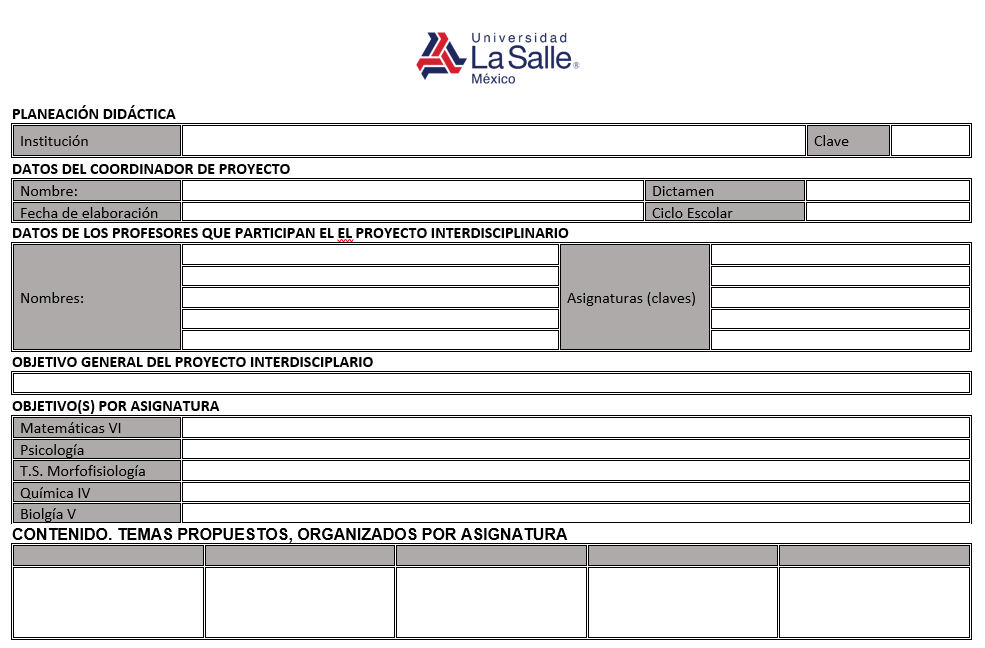 Universidad
La Salle®
México
PLANEACIÓN DIDÁCTICA
Institución Clave
DATOS DEL COORDINADOR DE PROYECTO
Nombre: Dictamen
Fecha de elaboración Ciclo Escolar
DATOS DE LOS PROFESORES QUE PARTICIPAN EL EL PROYECTO INTERDISCIPLINARIO
Nombres: Asignaturas (claves)
OBJETIVO GENERAL DEL PROYECTO INTERDISCIPLARIO
OBJETIVO(S) POR ASIGNATURA
Matemáticas VI
Psicología
T.S. Morfofisiología
Química IV
Biolgía V
CONTENIDO. TEMAS PROPUESTOS, ORGANIZADOS POR ASIGNATURA